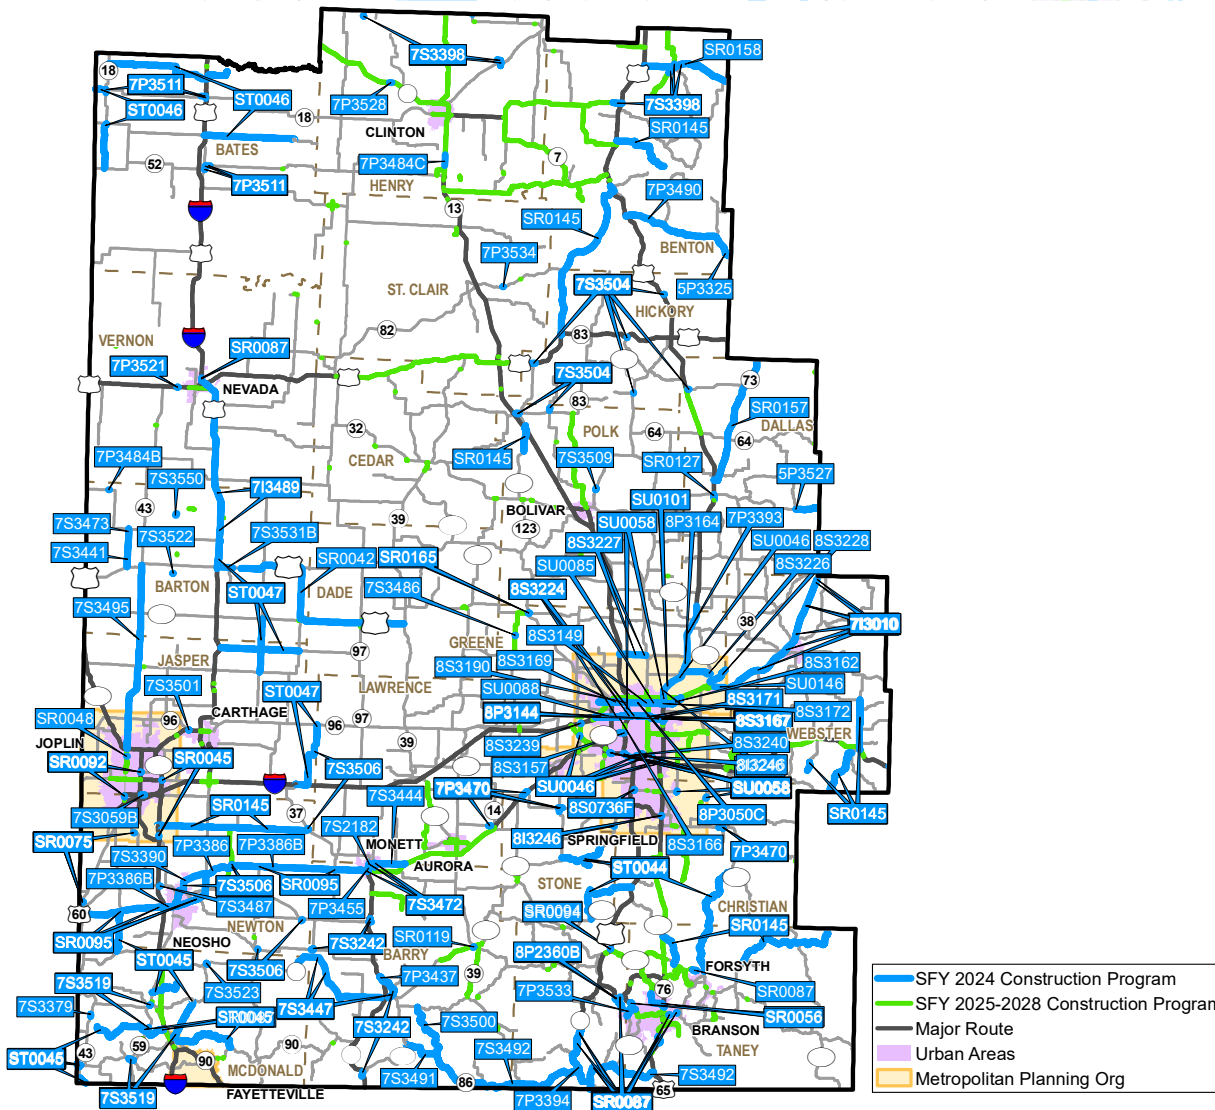 7S3398
SR0158
18
7P3511
ST0046
7P3528
7S3398
ST0046
18
CLINTON
SR0145
BATES
52
7P3484C
7
7P3511
HENRY
7P3490
13
SR0145
BENTON
7P3534
5P3325
ST. CLAIR
7S3504
HICKORY
82
83
VERNON
SR0087
7P3521
NEVADA
7S3504
73
83
SR0157
32
POLK
64
DALLAS
64
7P3484B
CEDAR
SR0145
7S3509
SR0127
7S3550
7I3489
5P3527
43
SU0101
BOLIVAR
39
123
SU0058
8P3164
7P3393
7S3473
7S3522
7S3531B
8S3227
SU0046
8S3228
7S3441
SR0042
SR0165
SU0085
8S3226
BARTON
ST0047
DADE
7S3486
8S3224
7S3495
38
7I3010
GREENE
8S3149
97
JASPER
8S3190
8S3169
8S3162
7S3501
ST0047
LAWRENCE
SU0088
SU0146
8S3171
CARTHAGE
8P3144
8S3172
SR0048
96
96
97
8S3167
JOPLIN
39
WEBSTER
SR0092
SR0045
8S3239
8S3240
7S3506
8S3157
8I3246
SU0046
SU0058
7S3444
7P3470
SR0145
37
14
8S0736F
SR0145
7S3059B
7S2182
8P3050C
SR0075
MONETT
8I3246
SPRINGFIELD
7S3390
7P3386
7P3386B
8S3166
7P3470
AURORA
7P3386B
7S3506
SR0095
STONE
ST0044
60
7S3487
7P3455
7S3472
CHRISTIAN
SR0094
NEWTON
SR0145
SR0095
NEOSHO
7S3242
SR0119
8P2360B
ST0045
BARRY
FORSYTH
7S3506
39
7S3519
7P3437
76
SR0087
7S3523
7P3533
7S3379
7S3447
SR0056
7S3242
7S3500
BRANSON
ST0045
43
59
90
90
7S3492
TANEY
MCDONALD
7S3491
7S3492
86
65
7S3519
FAYETTEVILLE
7P3394
SR0087
SFY 2024 Construction Program
SFY 2025-2028 Construction Program
Major Route
Urban Areas
Metropolitan Planning Org